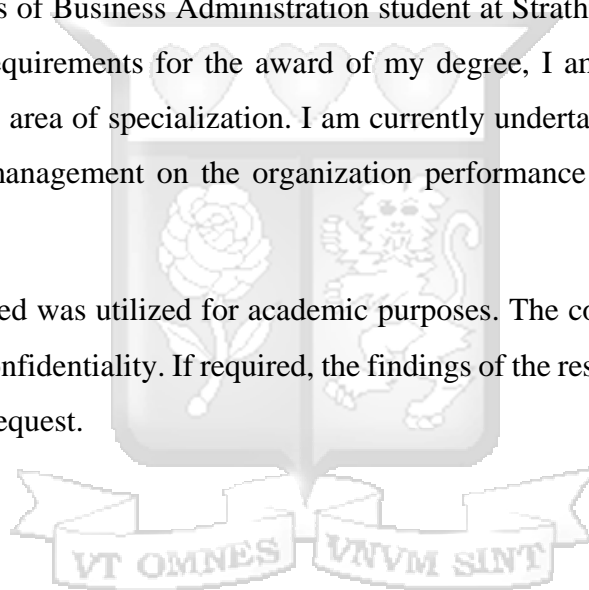 s of Business Administration student at Strath
equirements for the award of my degree, I an
area of specialization. I am currently underta
nanagement on the organization performance
ed was utilized for academic purposes. The co
onfidentiality. If required, the findings of the res
equest.
VT OMNES VNVM SINT